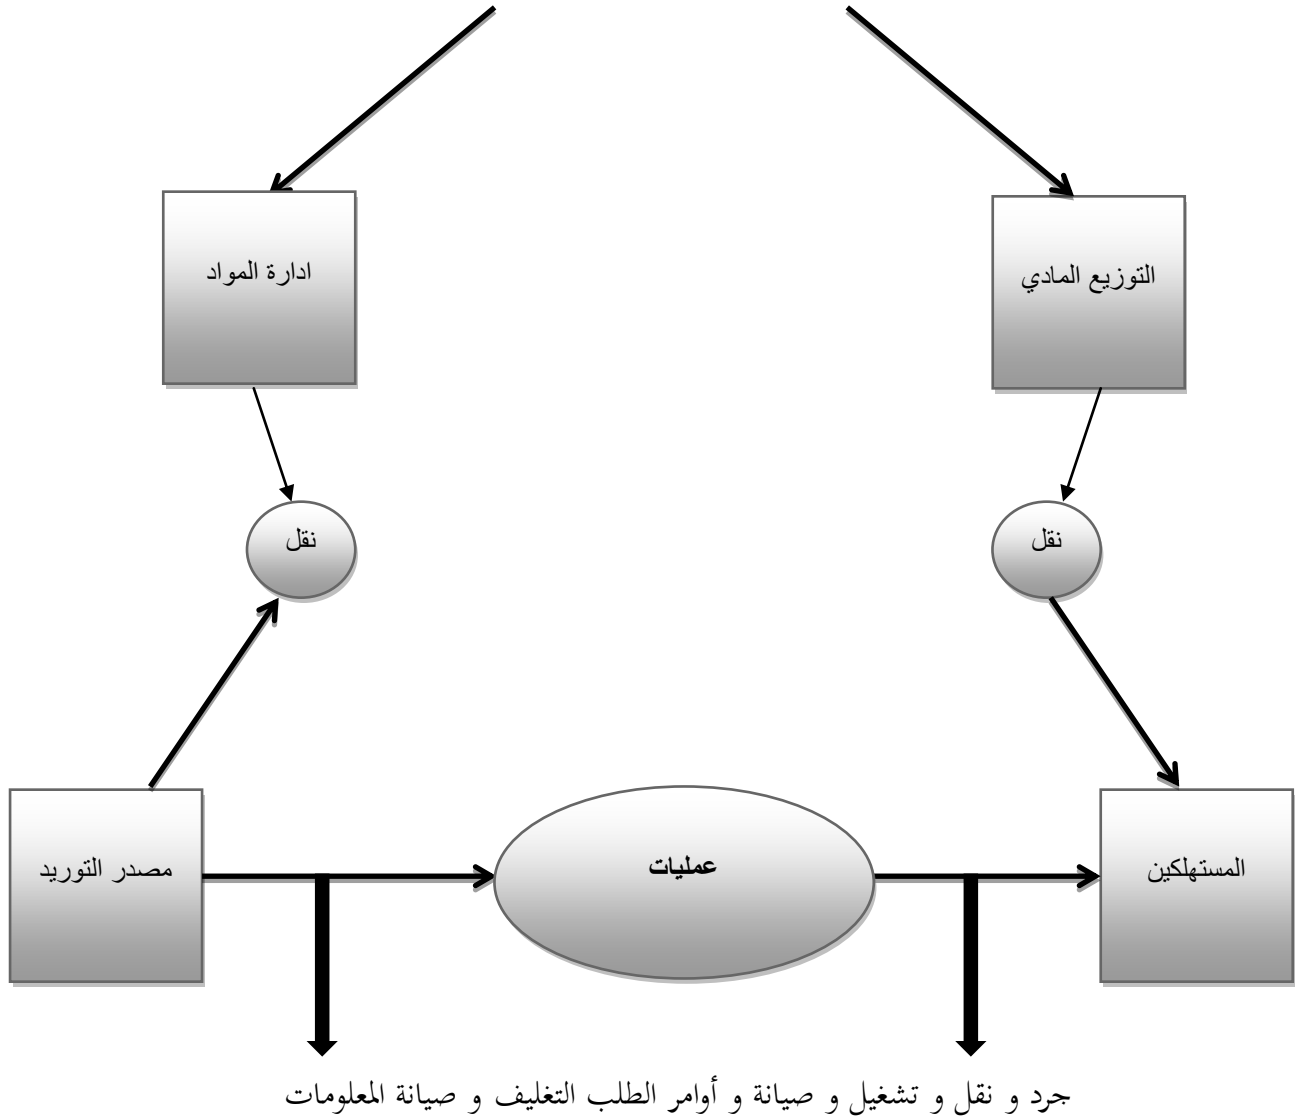 التوزيع المادي
ادارة المواد
نقل
نقل
المستهلكين
عمليات
مصدر التوريد
جرد و نقل و تشغيل و صيانة و أوامر الطلب التغليف و صيانة المعلومات